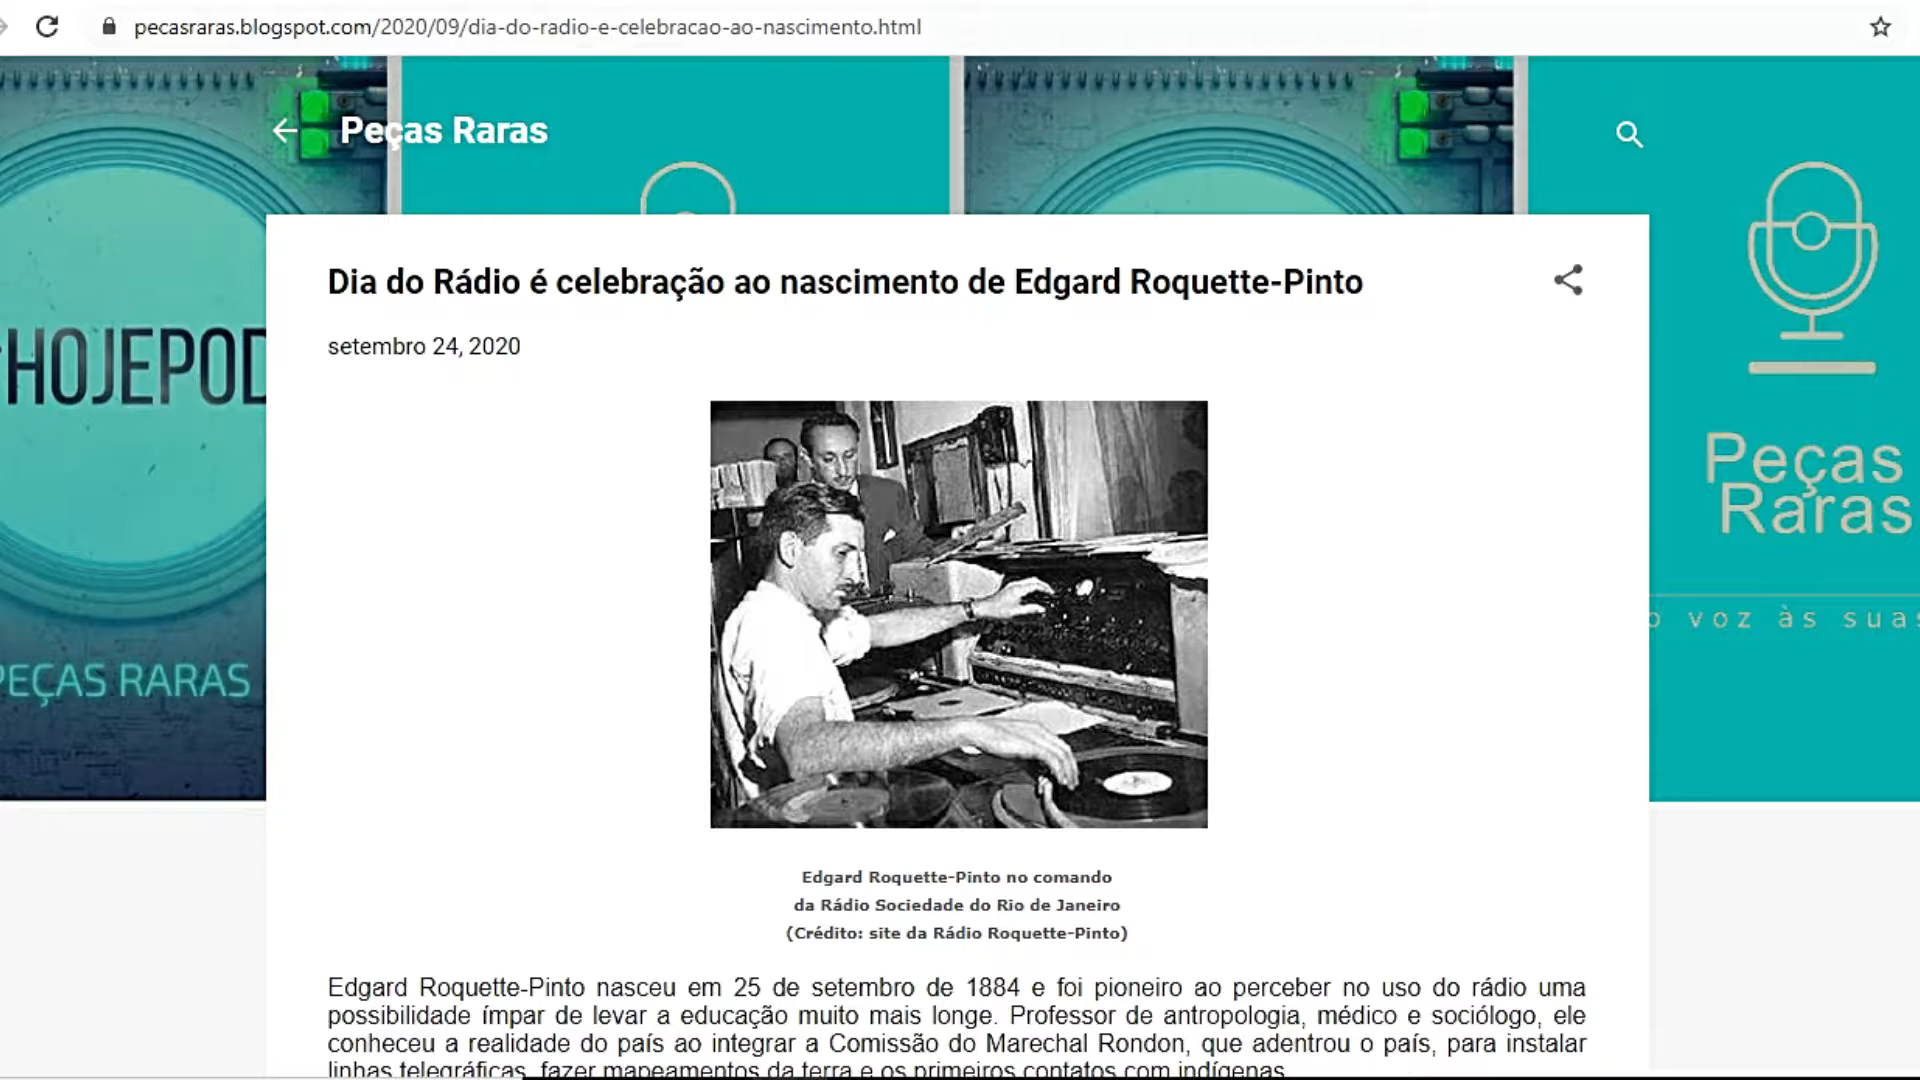 pecasraras.blogspot.com/2020/09/dia-do-radio-e-celebracao-ao-nascimento.html
Peças Raras
Dia do Rádio é celebração ao nascimento de Edgard Roquette-Pinto
setembro 24, 2020
HOJEPOD
PEÇAS RARAS
Peças
Raras
voz às suas
Edgard Roquette-Pinto no comando
da Rádio Sociedade do Rio de Janeiro
(Crédito: site da Rádio Roquette-Pinto)
Edgard Roquette-Pinto nasceu em 25 de setembro de 1884 e foi pioneiro ao perceber no uso do rádio uma
possibilidade ímpar de levar a educação muito mais longe. Professor de antropologia, médico e sociólogo, ele
conheceu a realidade do país ao integrar a Comissão do Marechal Rondon, que adentrou o país, para instalar
linhas telegráficas, fazer mapeamentos da terra e os primeiros contatos com indígenas.